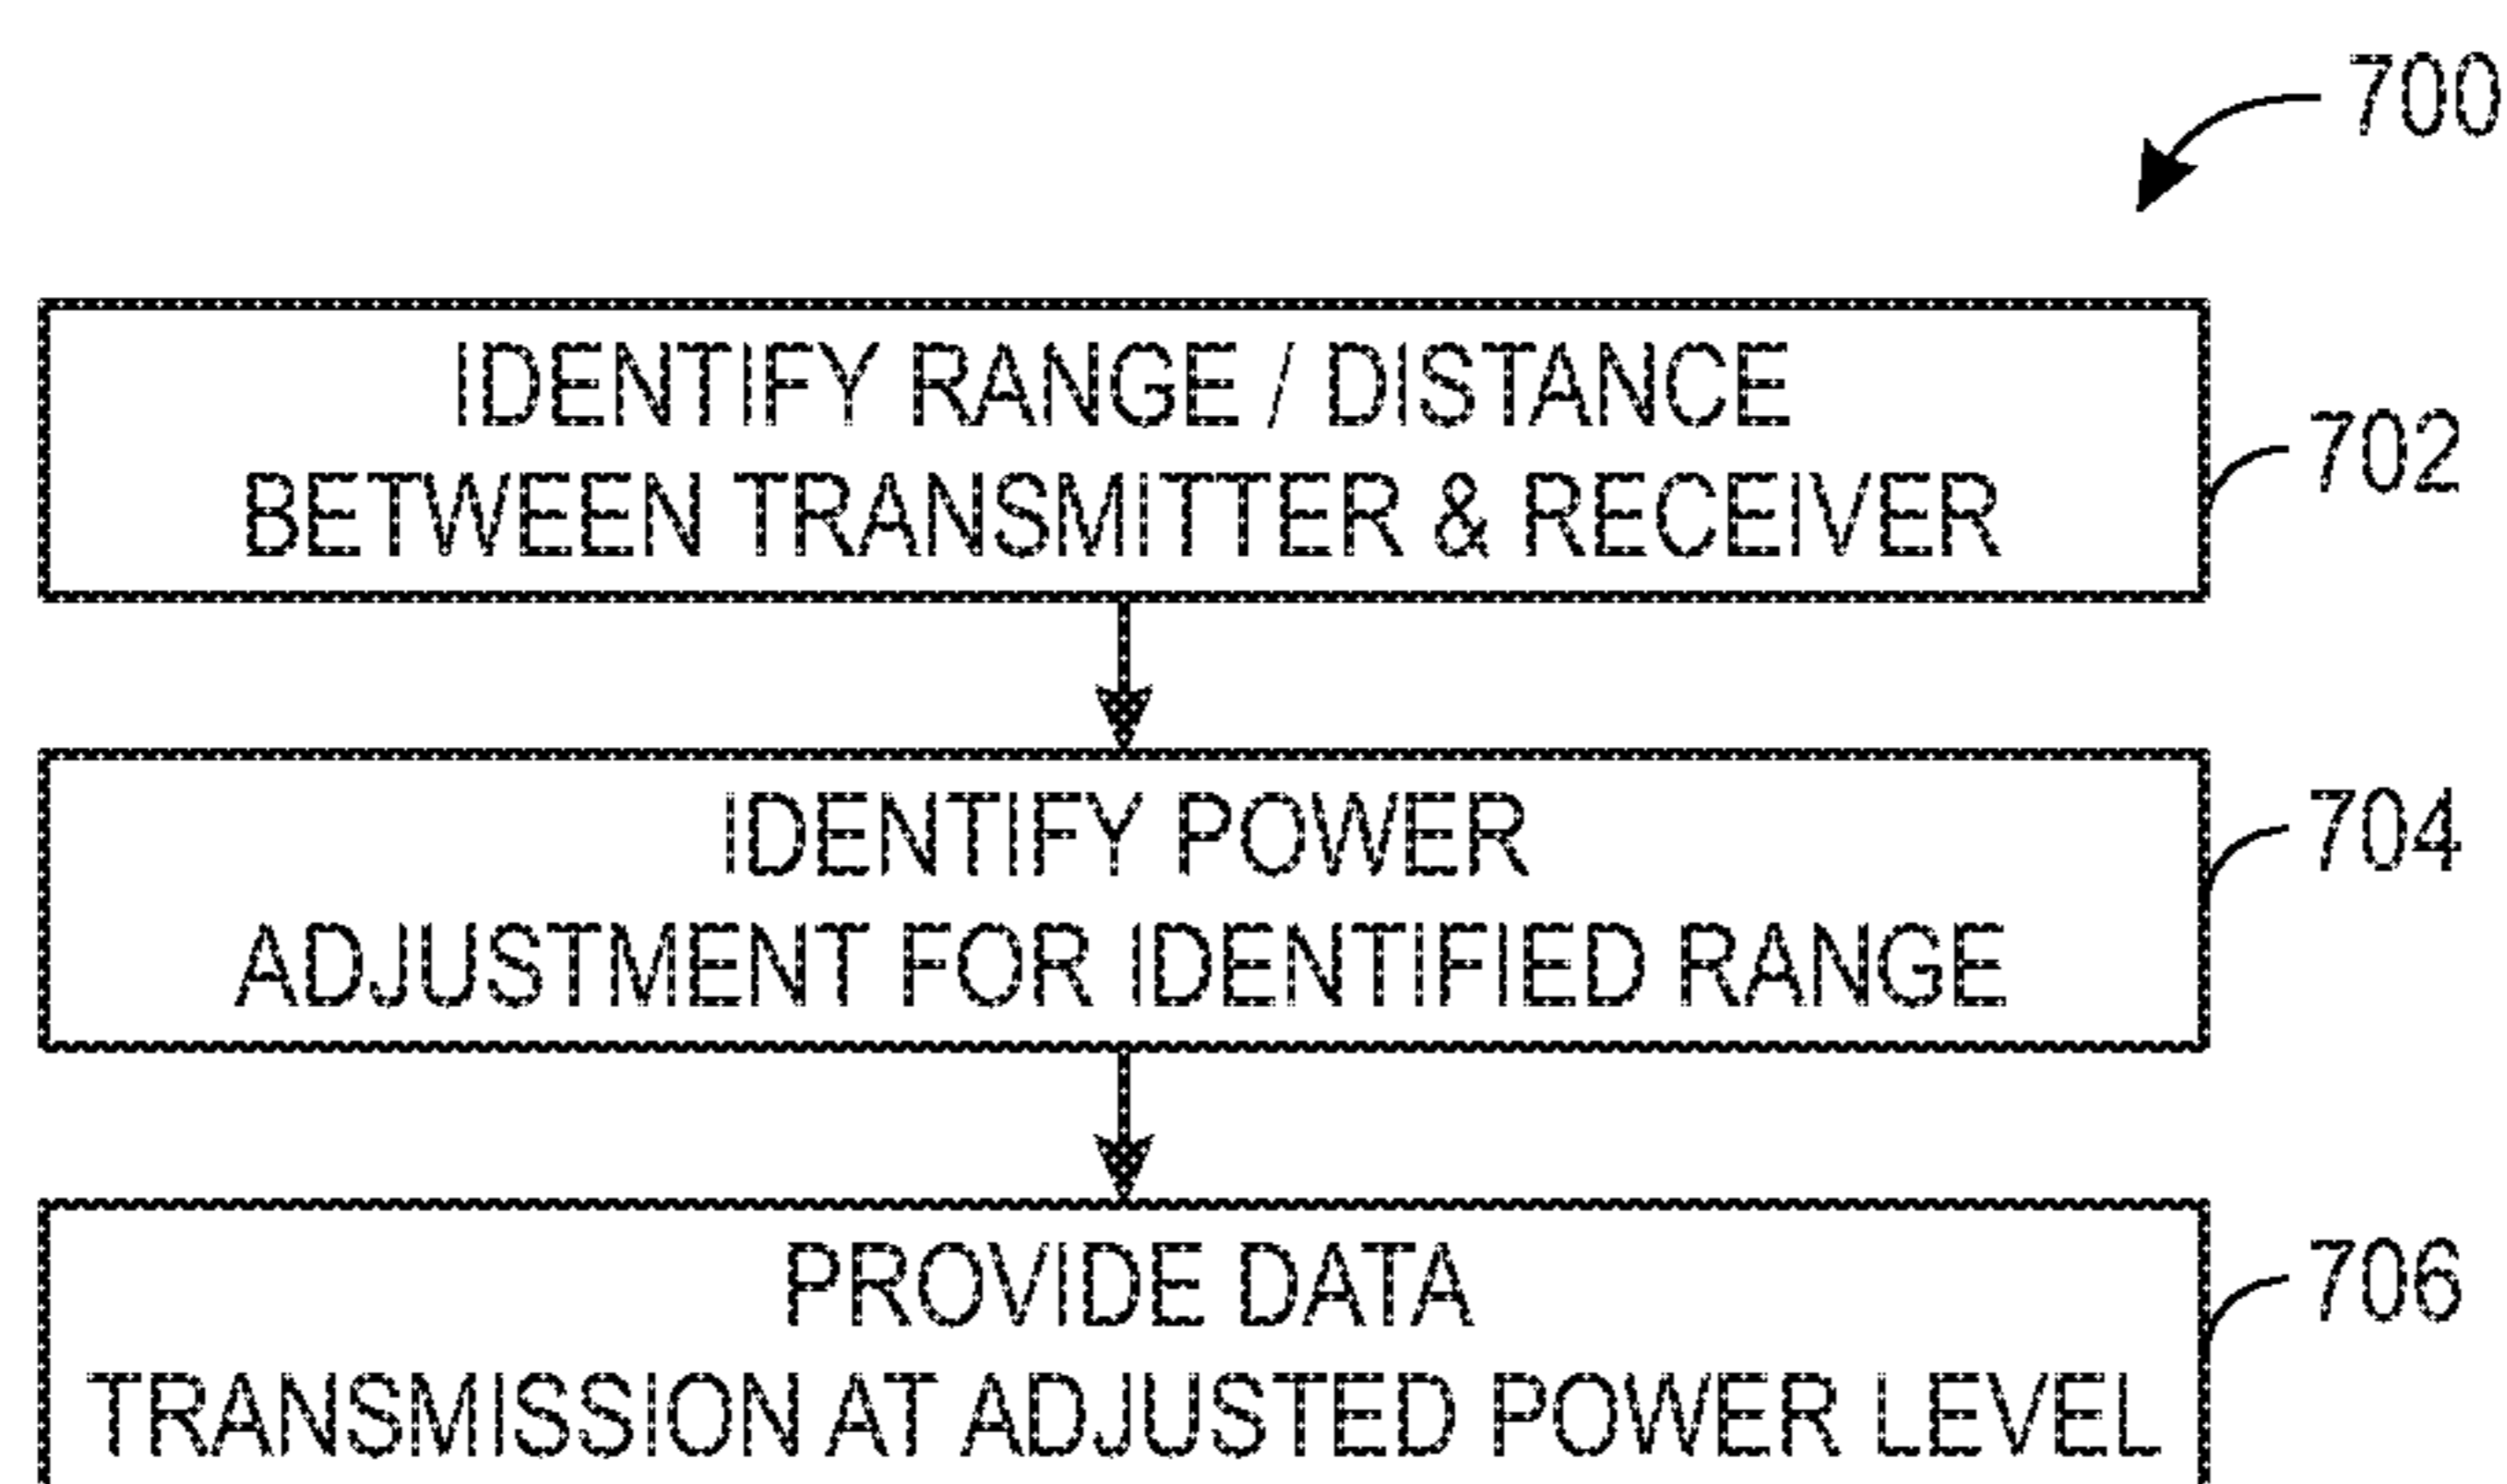 700
IDENTIFY RANGE / DISTANCE
BETWEEN TRANSMITTER & RECEIVER
702
IDENTIFY POWER
ADJUSTMENT FOR IDENTIFIED RANGE
704
PROVIDE DATA
TRANSMISSION AT ADJUSTED POWER LEVEL
706